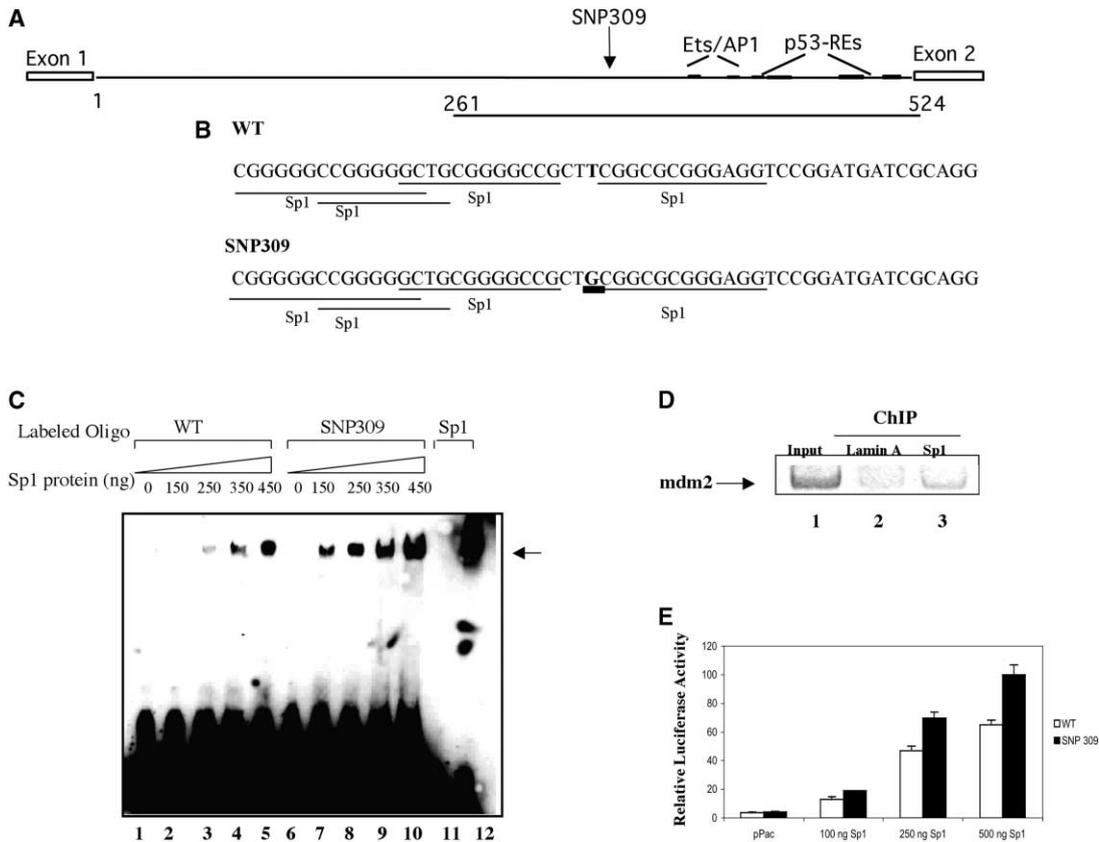 A
SNP309
Exon 1
Ets/AP1
p53-REs
Exon 2
1
261
524
B
WT
CGGGGGGCCGGGGGGCTGCGGGGCCGCTTCGGCGCGGGAGGTCCGGATGATCGCAGG
Sp1
Sp1
Sp1
Sp1
SNP309
CGGGGGGCCGGGGGGCTGCGGGGCCGCTGCGGCGCGGGAGGTCCGGATGATCGCAGG
Sp1
Sp1
Sp1
Sp1
C
Labeled Oligo
WT
SNP309
Sp1
Sp1 protein (ng)
0 150 250 350 450 0 150 250 350 450
1 2 3 4 5 6 7 8 9 10 11 12
D
ChIP
Input Lamin A Sp1
mdm2
1 2 3
E
Relative Luciferase Activity
120
100
80
60
40
20
0
pPac
100 ng Sp1
250 ng Sp1
500 ng Sp1
WT
SNP 309